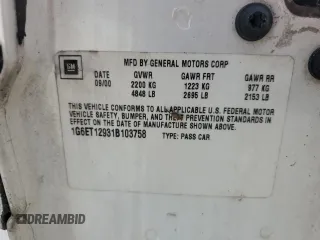 GM
MFD BY GENERAL MOTORS CORP
DATE GVWR GAWR FRT GAWR RR
09/00 2200 KG 1223 KG 977 KG
4848 LB 2695 LB 2153 LB
THIS VEHICLE CONFORMS TO ALL APPLICABLE U.S. FEDERAL MOTOR
VEHICLE SAFETY, BUMPER, AND THEFT PREVENTION STANDARDS
IN EFFECT ON THE DATE OF MANUFACTURE SHOWN ABOVE.
1G6ET12931B103758 TYPE: PASS CAR
© DREAMBID